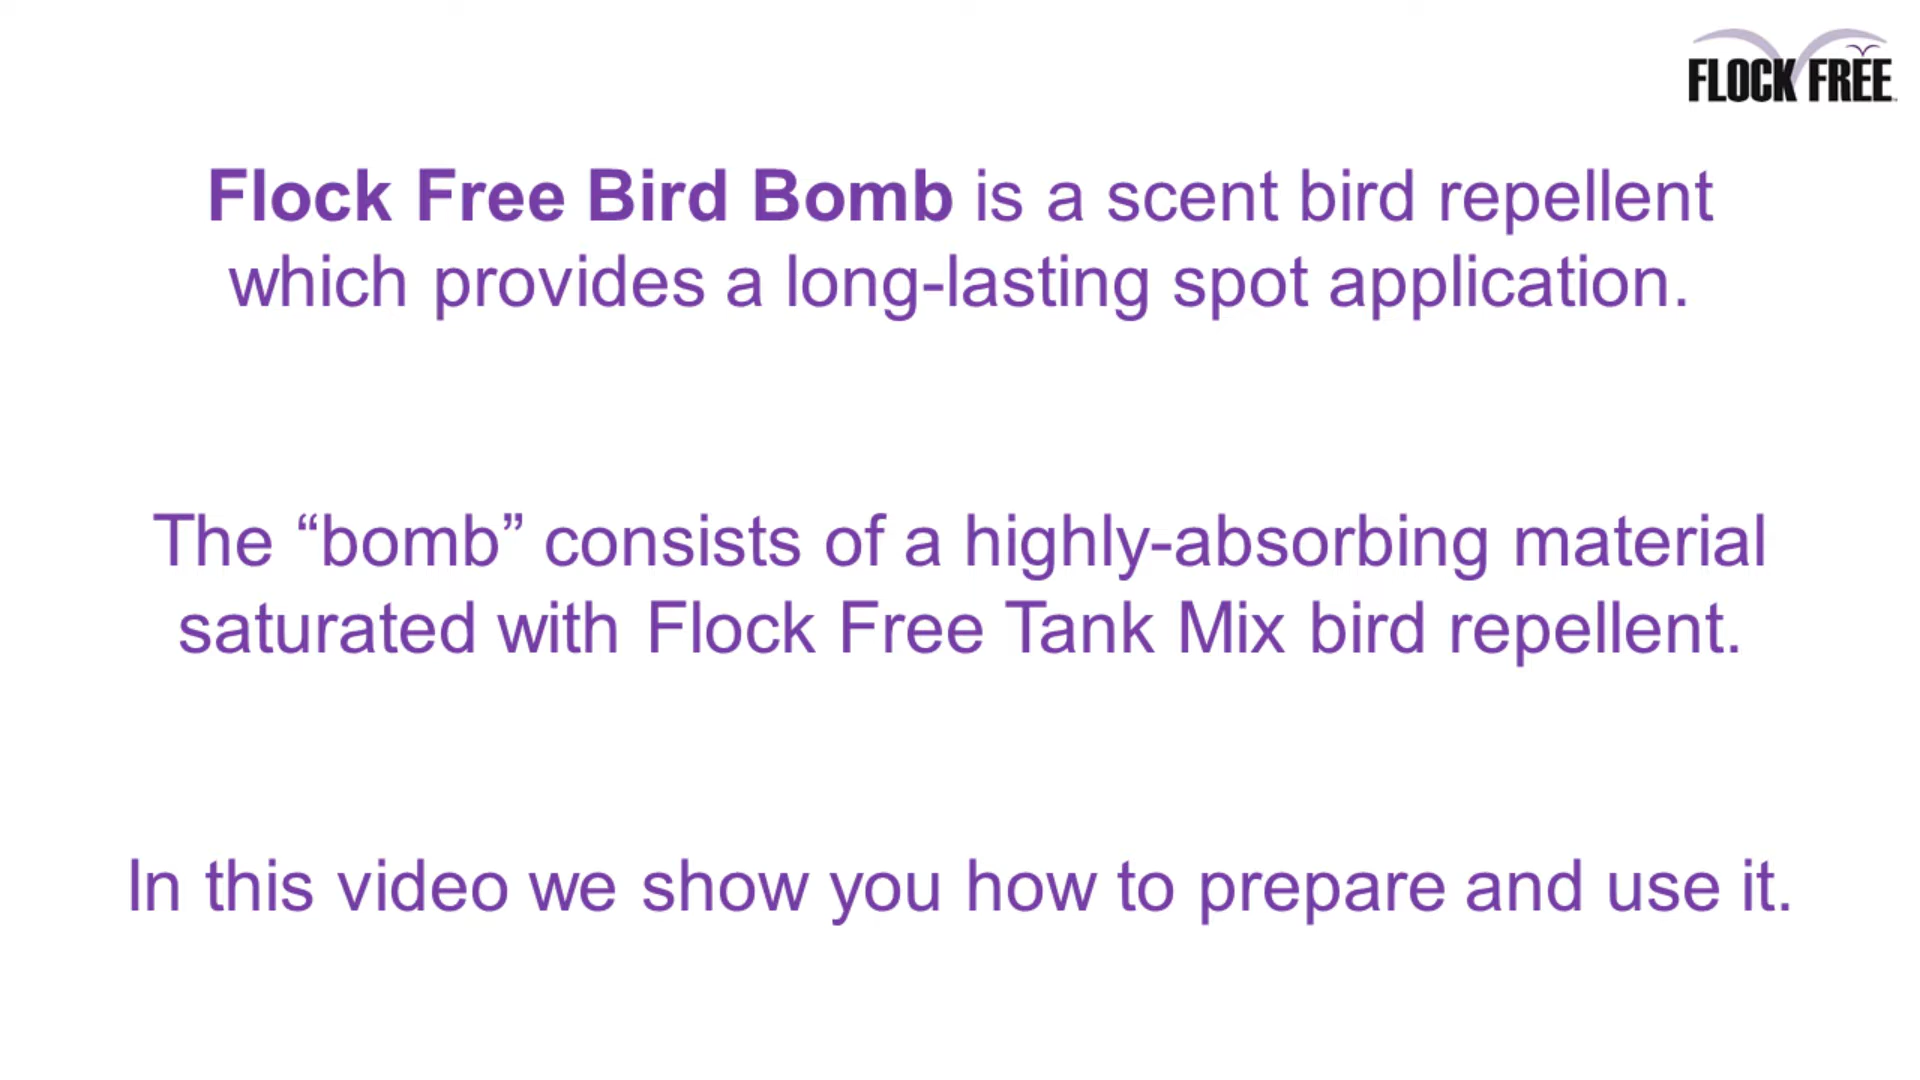 FLOCK FREE
Flock Free Bird Bomb is a scent bird repellent
which provides a long-lasting spot application.
The “bomb” consists of a highly-absorbing material
saturated with Flock Free Tank Mix bird repellent.
In this video we show you how to prepare and use it.